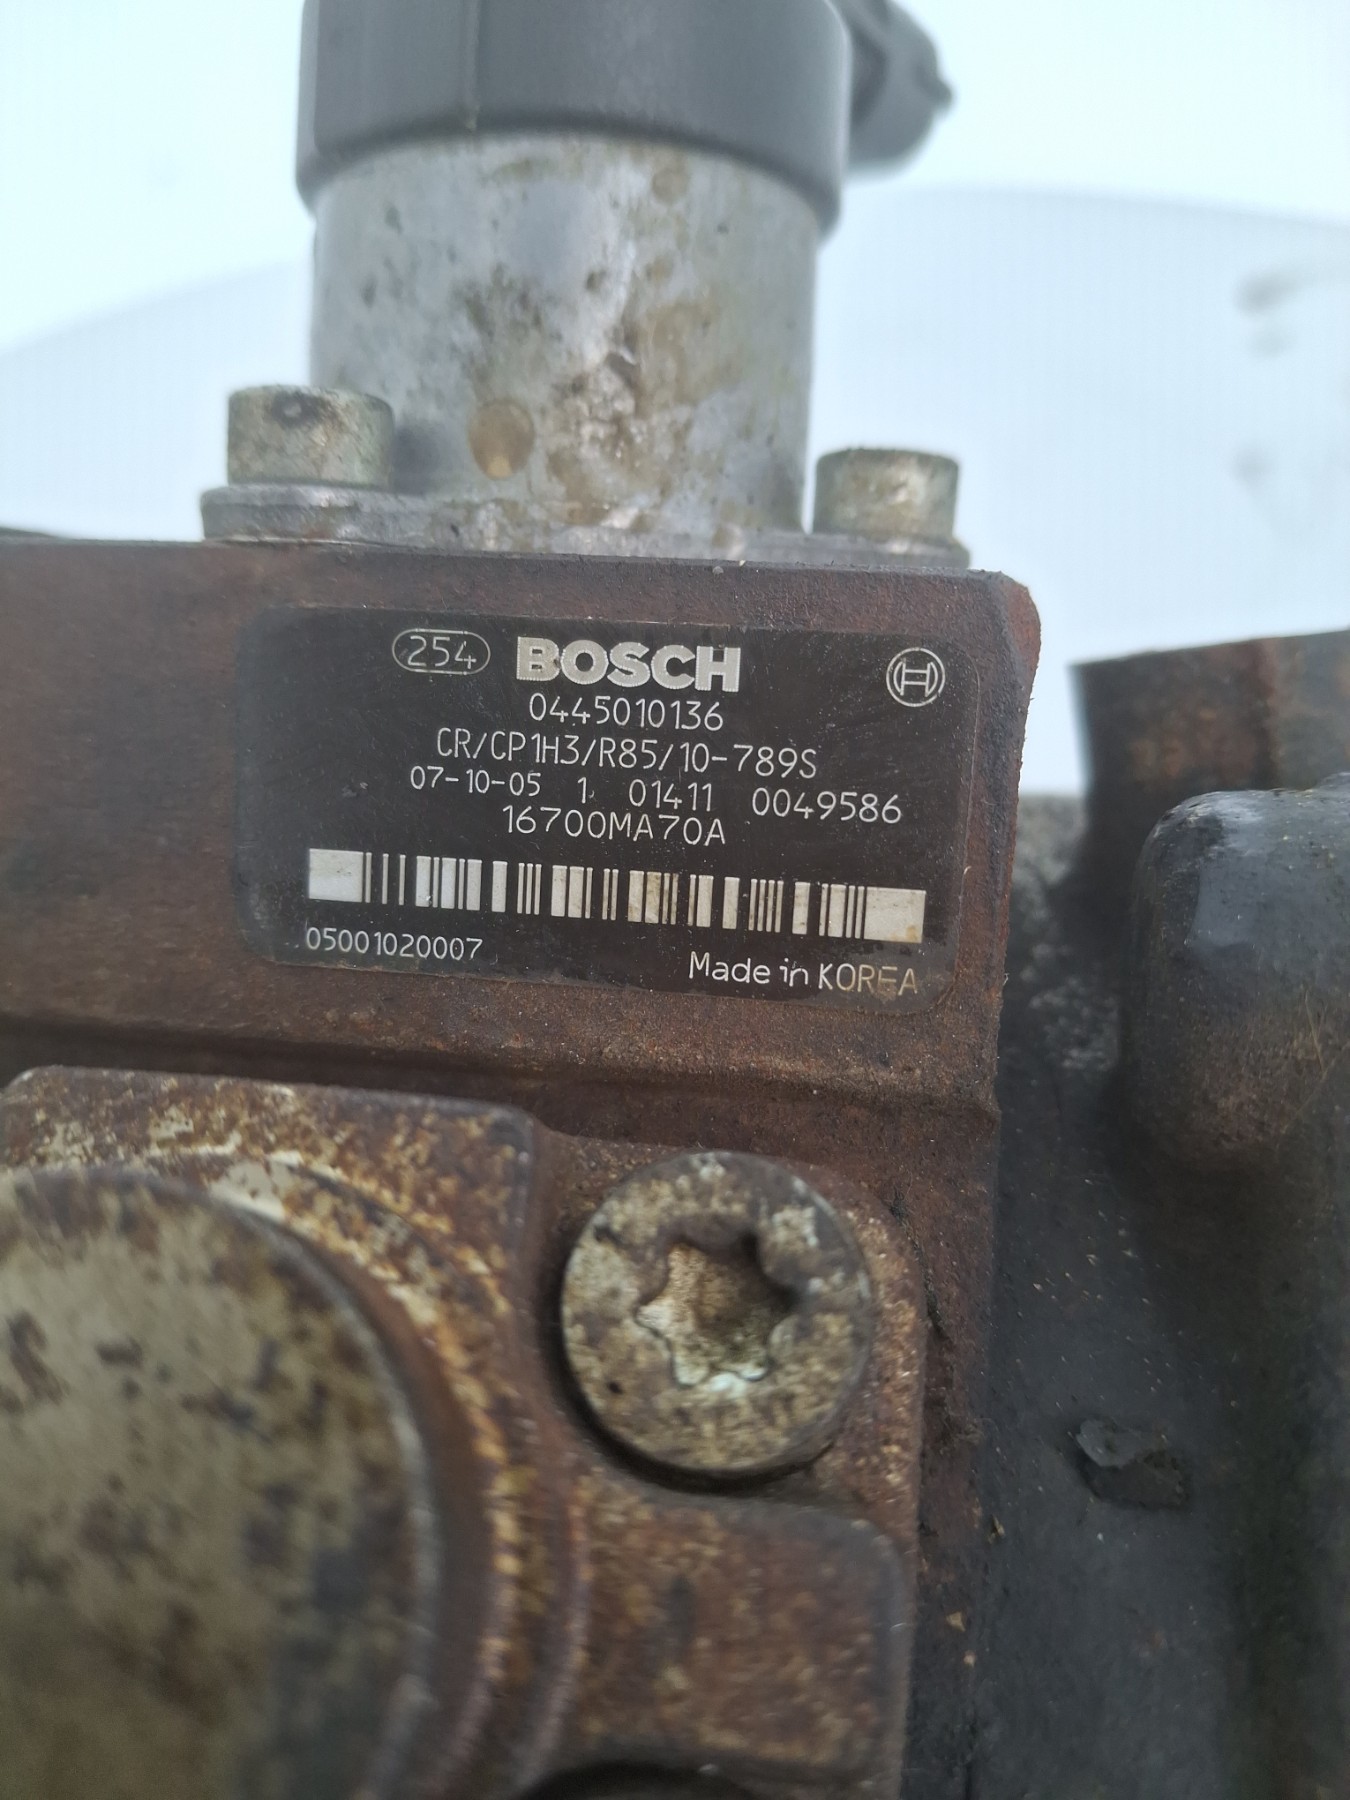 254 BOSCH
0445010136
CR/CP1H3/R85/10-789S
07-10-05 1 01411 0049586
16700MA70A
05001020007
Made in KOREA